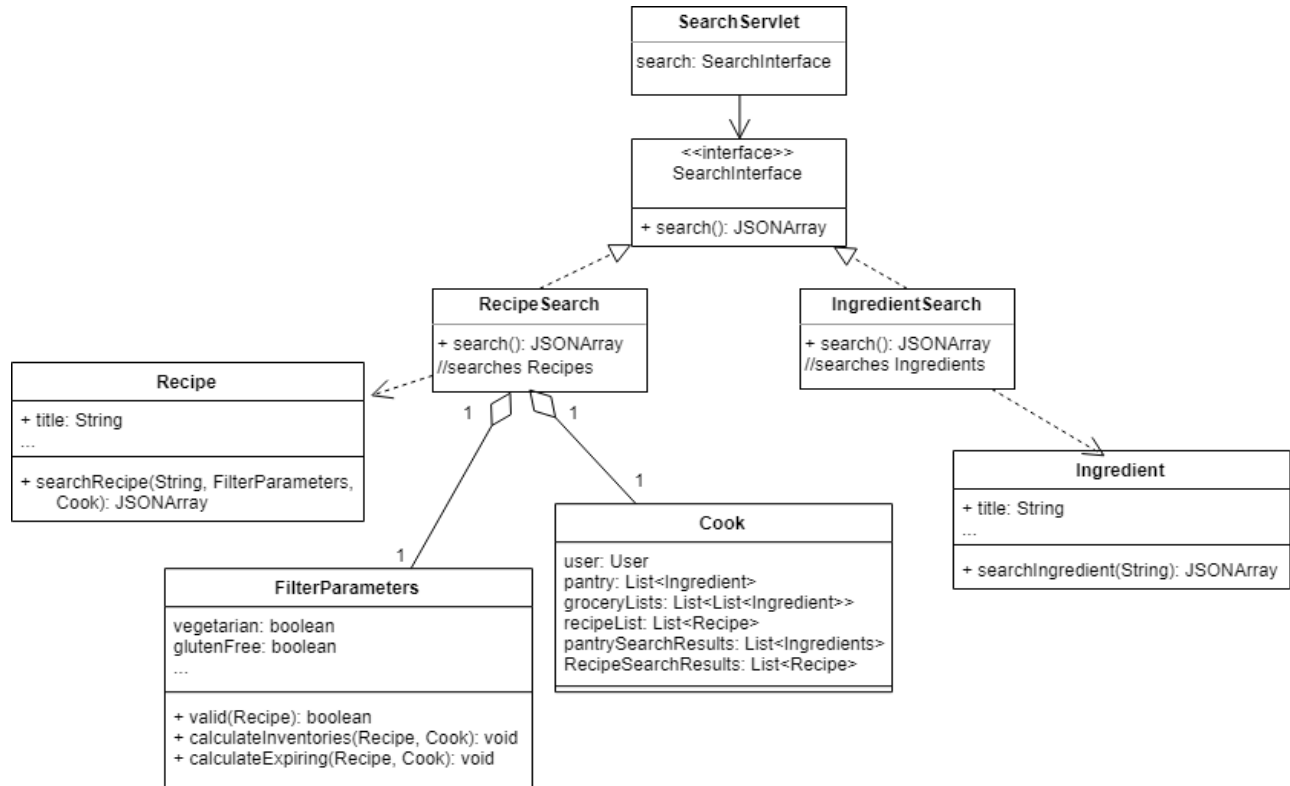 SearchServlet
search: SearchInterface
<<interface>>
SearchInterface
+ search(): JSONArray
RecipeSearch
+ search(): JSONArray
//searches Recipes
IngredientSearch
+ search(): JSONArray
//searches Ingredients
Recipe
+ title: String
...
+ searchRecipe(String, FilterParameters,
Cook): JSONArray
1
1
1
1
Ingredient
+ title: String
...
+ searchIngredient(String): JSONArray
Cook
user: User
pantry: List<Ingredient>
groceryLists: List<List<Ingredient>>
recipeList: List<Recipe>
pantrySearchResults: List<Ingredients>
RecipeSearchResults: List<Recipe>
FilterParameters
vegetarian: boolean
glutenFree: boolean
...
+ valid(Recipe): boolean
+ calculateInventories(Recipe, Cook): void
+ calculateExpiring(Recipe, Cook): void